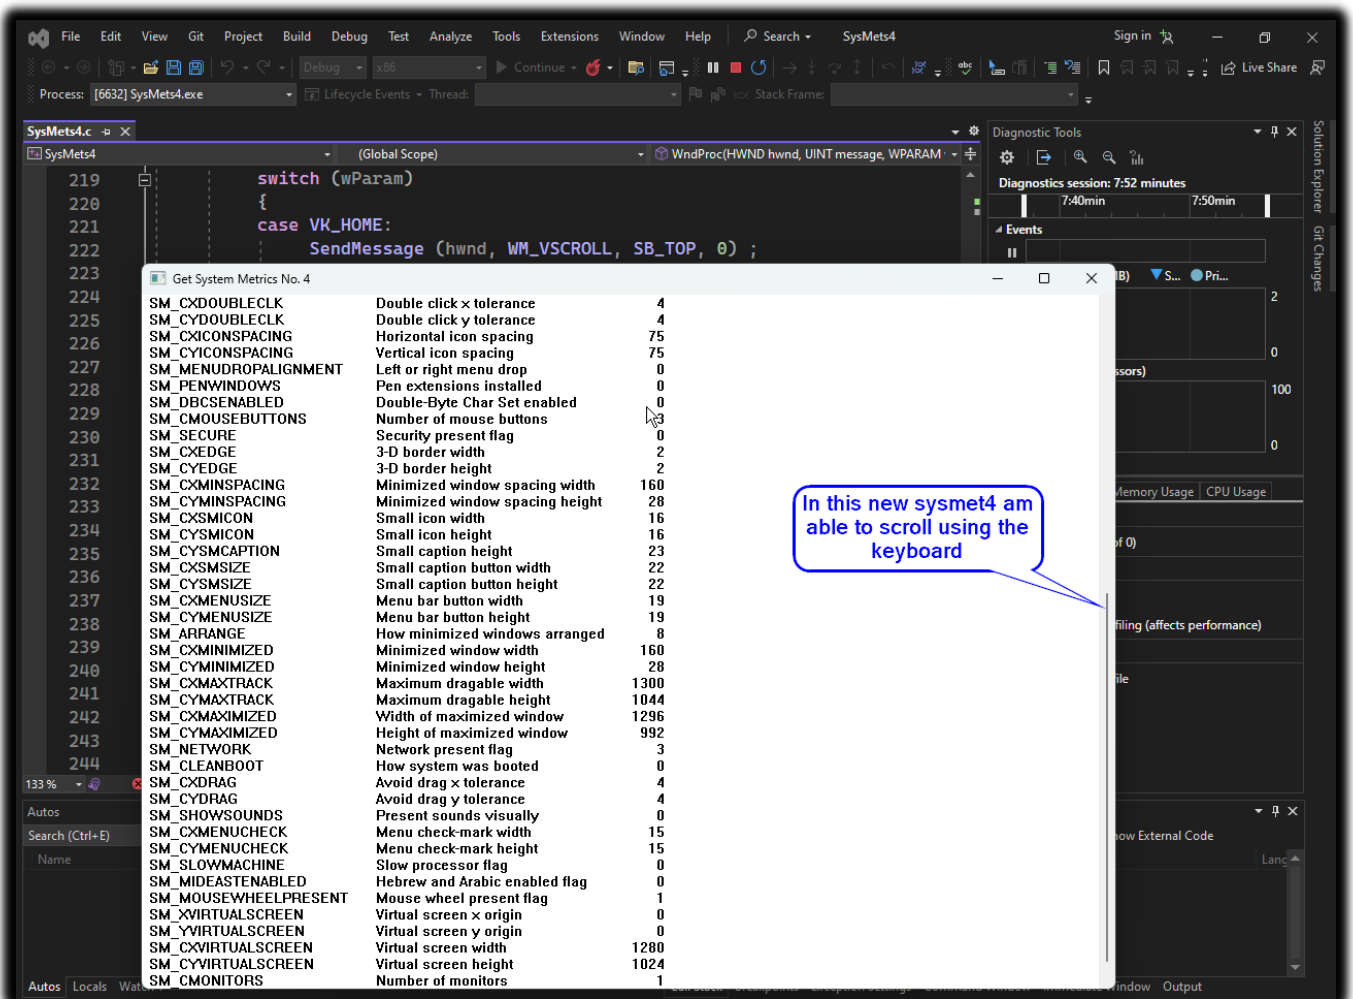 File Edit View Git Project Build Debug Test Analyze Tools Extensions Window Help Search SysMets4 Sign in
Debug x86 Continue Live Share
Process: [6632] SysMets4.exe Lifecycle Events Thread: Stack Frame:
SysMets4.c
SysMets4 (Global Scope) WndProc(HWND hwnd, UINT message, WPARAM
219 switch (wParam)
220 {
221 case VK_HOME:
222 SendMessage (hwnd, WM_VSCROLL, SB_TOP, 0) ;
223
224
225
226
227
228
229
230
231
232
233
234
235
236
237
238
239
240
241
242
243
244
133 %
Get System Metrics No. 4
SM_CXDOUBLECLK Double click x tolerance 4
SM_CYDOUBLECLK Double click y tolerance 4
SM_CXICONSPACING Horizontal icon spacing 75
SM_CYICONSPACING Vertical icon spacing 75
SM_MENUDROPALIGNMENT Left or right menu drop 0
SM_PENWINDOWS Pen extensions installed 0
SM_DBCSENABLED Double-Byte Char Set enabled 0
SM_CMOUSEBUTTONS Number of mouse buttons 3
SM_SECURE Security present flag 0
SM_CXEDGE 3-D border width 2
SM_CYEDGE 3-D border height 2
SM_CXMINSPACING Minimized window spacing width 160
SM_CYMINSPACING Minimized window spacing height 28
SM_CXSMICON Small icon width 16
SM_CYSMICON Small icon height 16
SM_CYSMCAPTION Small caption height 23
SM_CXSMSIZE Small caption button width 22
SM_CYSMSIZE Small caption button height 22
SM_CXMENUSIZE Menu bar button width 19
SM_CYMENUSIZE Menu bar button height 19
SM_ARRANGE How minimized windows arranged 8
SM_CXMINIMIZED Minimized window width 160
SM_CYMINIMIZED Minimized window height 28
SM_CXMAXTRACK Maximum dragable width 1300
SM_CYMAXTRACK Maximum dragable height 1044
SM_CXMAXIMIZED Width of maximized window 1296
SM_CYMAXIMIZED Height of maximized window 992
SM_NETWORK Network present flag 3
SM_CLEANBOOT How system was booted 0
SM_CXDRAG Avoid drag x tolerance 4
SM_CYDRAG Avoid drag y tolerance 4
SM_SHOWSOUNDS Present sounds visually 0
SM_CXMENUCHECK Menu check-mark width 15
SM_CYMENUCHECK Menu check-mark height 15
SM_SLOWMACHINE Slow processor flag 0
SM_MIDEASTENABLED Hebrew and Arabic enabled flag 0
SM_MOUSEWHEELPRESENT Mouse wheel present flag 1
SM_XVIRTUALSCREEN Virtual screen x origin 0
SM_YVIRTUALSCREEN Virtual screen y origin 0
SM_CXVIRTUALSCREEN Virtual screen width 1280
SM_CYVIRTUALSCREEN Virtual screen height 1024
SM_CMONITORS Number of monitors 1
In this new sysmet4 am
able to scroll using the
keyboard
Diagnostic Tools
Diagnostics session: 7:52 minutes
7:40min 7:50min
Events
B) S... Pri...
2
0
ssors)
100
0
Memory Usage CPU Usage
of 0)
filing (affects performance)
ile
Solution Explorer
Git Changes
Autos
Search (Ctrl+E)
Name
how External Code
Lang
Autos Locals Wat
Window Output